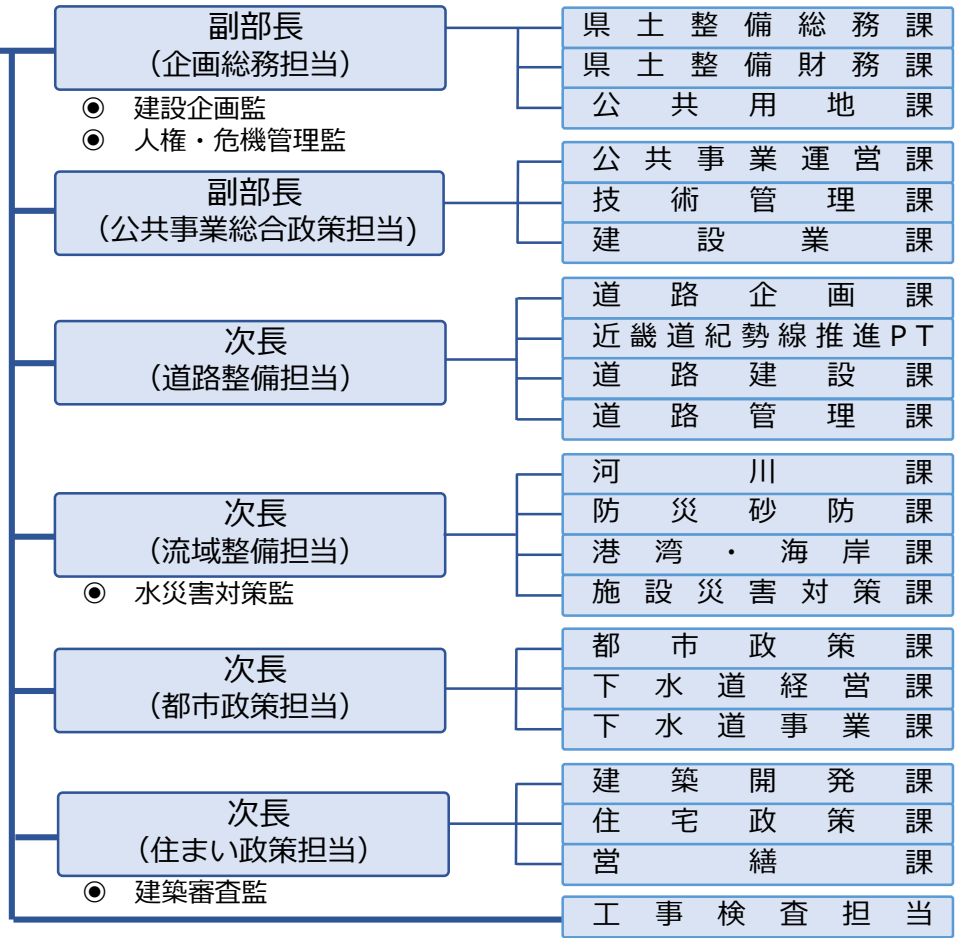 副部長
（企画総務担当）
◉ 建設企画監
◉ 人権・危機管理監
県土整備総務課
県土整備財務課
公共用地課
副部長
（公共事業総合政策担当)
公共事業運営課
技術管理課
建設業課
次長
（道路整備担当）
道路企画課
近畿道紀勢線推進PT
道路建設課
道路管理課
次長
（流域整備担当）
◉ 水災害対策監
河川課
防災砂防課
港湾・海岸課
施設災害対策課
次長
（都市政策担当）
都市政策課
下水道経営課
下水道事業課
次長
（住まい政策担当）
◉ 建築審査監
建築開発課
住宅政策課
営繕課
工事検査担当